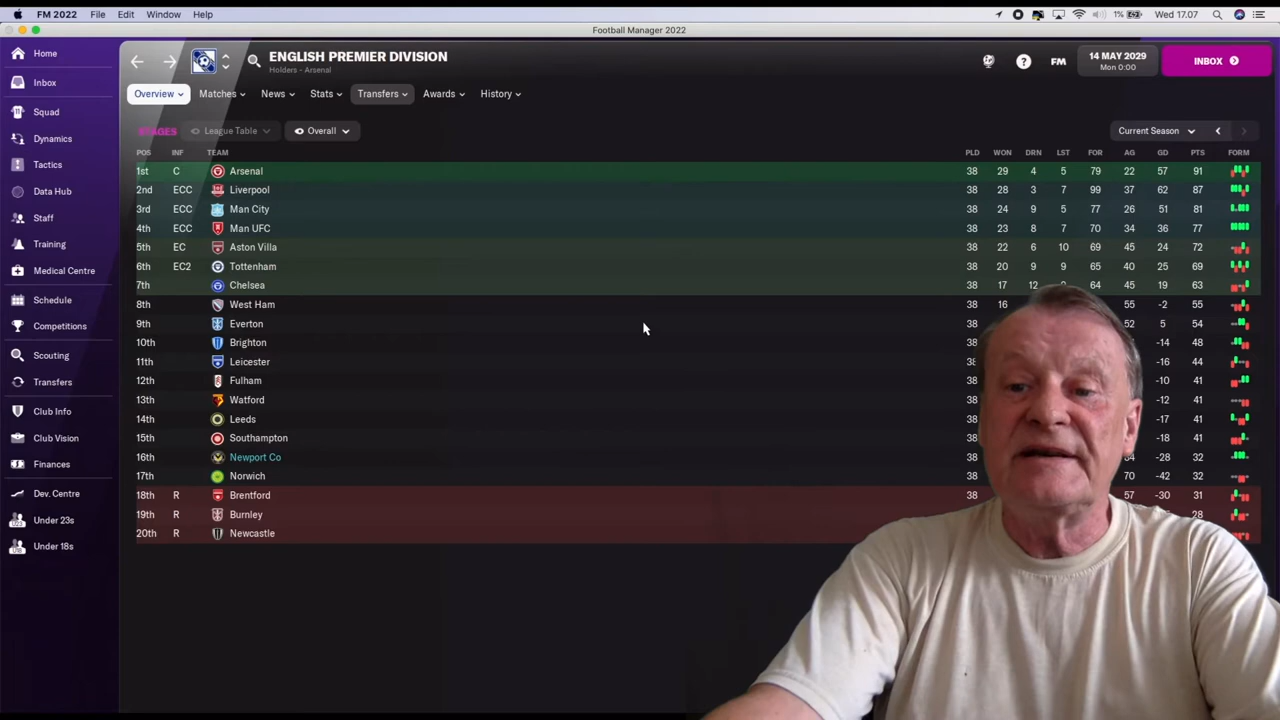 FM 2022 File Edit Window Help 1% Wed 17.07
Football Manager 2022
Home
Inbox
Squad
Dynamics
Tactics
Data Hub
Staff
Training
Medical Centre
Schedule
Competitions
Scouting
Transfers
Club Info
Club Vision
Finances
Dev. Centre
Under 23s
Under 18s
ENGLISH PREMIER DIVISION
Holders - Arsenal
? FM 14 MAY 2029 INBOX
Mon 0:00
Overview Matches News Stats Transfers Awards History
STAGES League Table Overall Current Season
POS INF TEAM PLD WON DRN LST FOR AG GD PTS FORM
1st C Arsenal 38 29 4 5 79 22 57 91
2nd ECC Liverpool 38 28 3 7 99 37 62 87
3rd ECC Man City 38 24 9 5 77 26 51 81
4th ECC Man UFC 38 23 8 7 70 34 36 77
5th EC Aston Villa 38 22 6 10 69 45 24 72
6th EC2 Tottenham 38 20 9 9 65 40 25 69
7th Chelsea 38 17 12 64 45 19 63
8th West Ham 38 16 55 -2 55
9th Everton 38 52 5 54
10th Brighton 38 -14 48
11th Leicester 38 -16 44
12th Fulham 38 -10 41
13th Watford 38 -12 41
14th Leeds 38 -17 41
15th Southampton 38 -18 41
16th Newport Co 38 -28 32
17th Norwich 38 70 -42 32
18th R Brentford 38 57 -30 31
19th R Burnley 28
20th R Newcastle